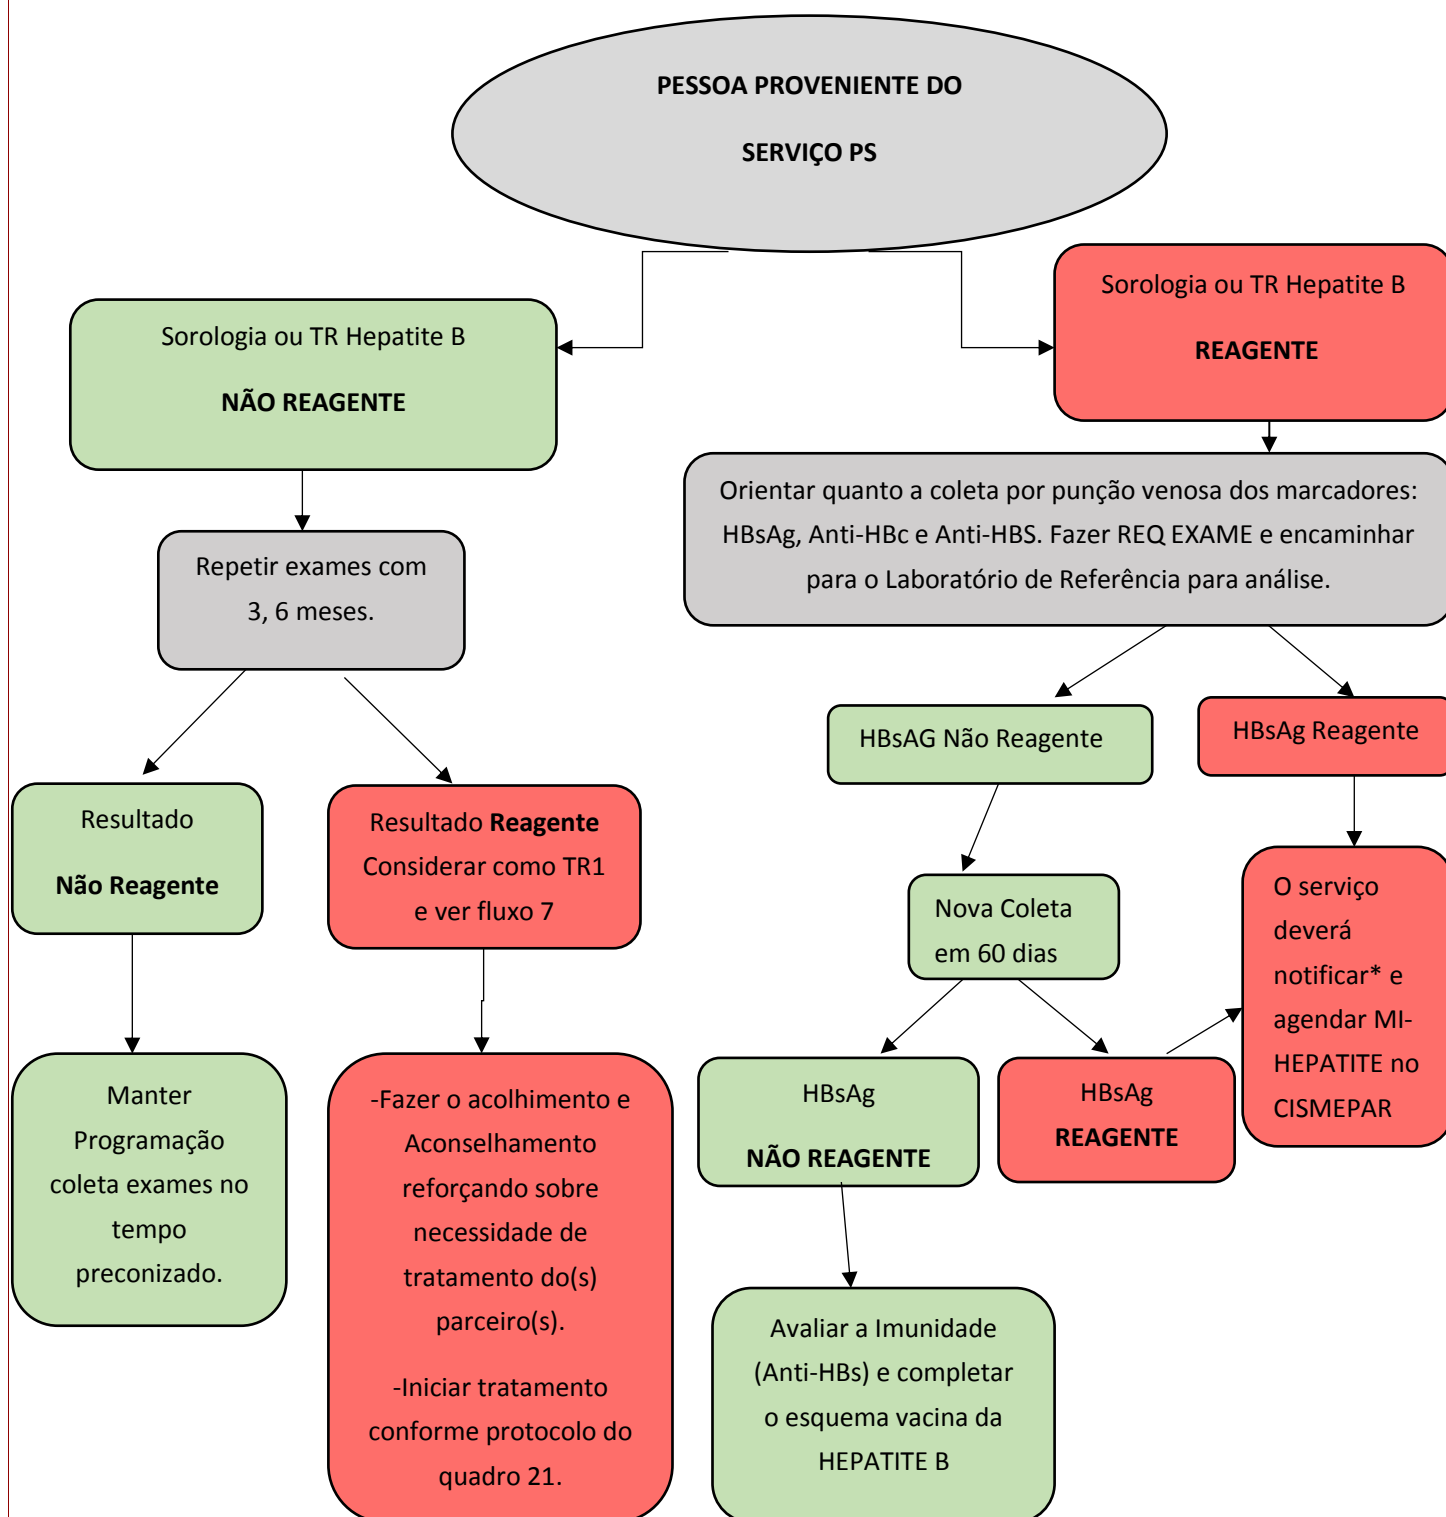 PESSOA PROVENIENTE DO
SERVIÇO PS
Sorologia ou TR Hepatite B
NÃO REAGENTE
Sorologia ou TR Hepatite B
REAGENTE
Repetir exames com
3, 6 meses.
Orientar quanto a coleta por punção venosa dos marcadores:
HBsAg, Anti-HBc e Anti-HBS. Fazer REQ EXAME e encaminhar
para o Laboratório de Referência para análise.
HBsAG Não Reagente
HBsAg Reagente
Resultado
Não Reagente
Resultado Reagente
Considerar como TR1
e ver fluxo 7
Nova Coleta
em 60 dias
O serviço
deverá
notificar* e
agendar MI-
HEPATITE no
CISMEPAR
Manter
Programação
coleta exames no
tempo
preconizado.
-Fazer o acolhimento e
Aconselhamento
reforçando sobre
necessidade de
tratamento do(s)
parceiro(s).
-Iniciar tratamento
conforme protocolo do
quadro 21.
HBsAg
NÃO REAGENTE
HBsAg
REAGENTE
Avaliar a Imunidade
(Anti-HBs) e completar
o esquema vacina da
HEPATITE B